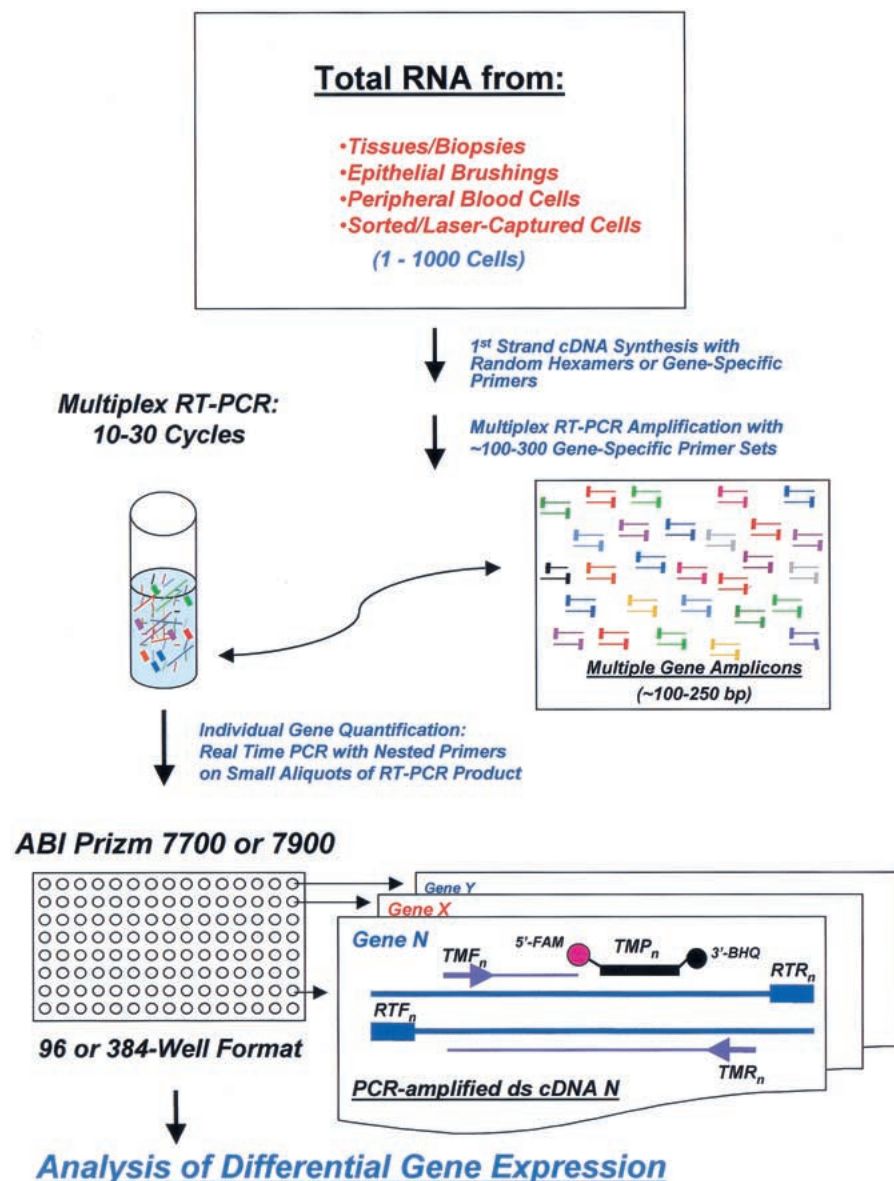 Total RNA from:
•Tissues/Biopsies
•Epithelial Brushings
•Peripheral Blood Cells
•Sorted/Laser-Captured Cells
(1 - 1000 Cells)
1st Strand cDNA Synthesis with
Random Hexamers or Gene-Specific
Primers
Multiplex RT-PCR:
10-30 Cycles
Multiplex RT-PCR Amplification with
~100-300 Gene-Specific Primer Sets
Multiple Gene Amplicons
(~100-250 bp)
Individual Gene Quantification:
Real Time PCR with Nested Primers
on Small Aliquots of RT-PCR Product
ABI Prizm 7700 or 7900
Gene Y
Gene X
Gene N
5'-FAM
TMPn
3'-BHQ
TMFn
RTRn
RTFn
TMRn
PCR-amplified ds cDNA N
96 or 384-Well Format
Analysis of Differential Gene Expression